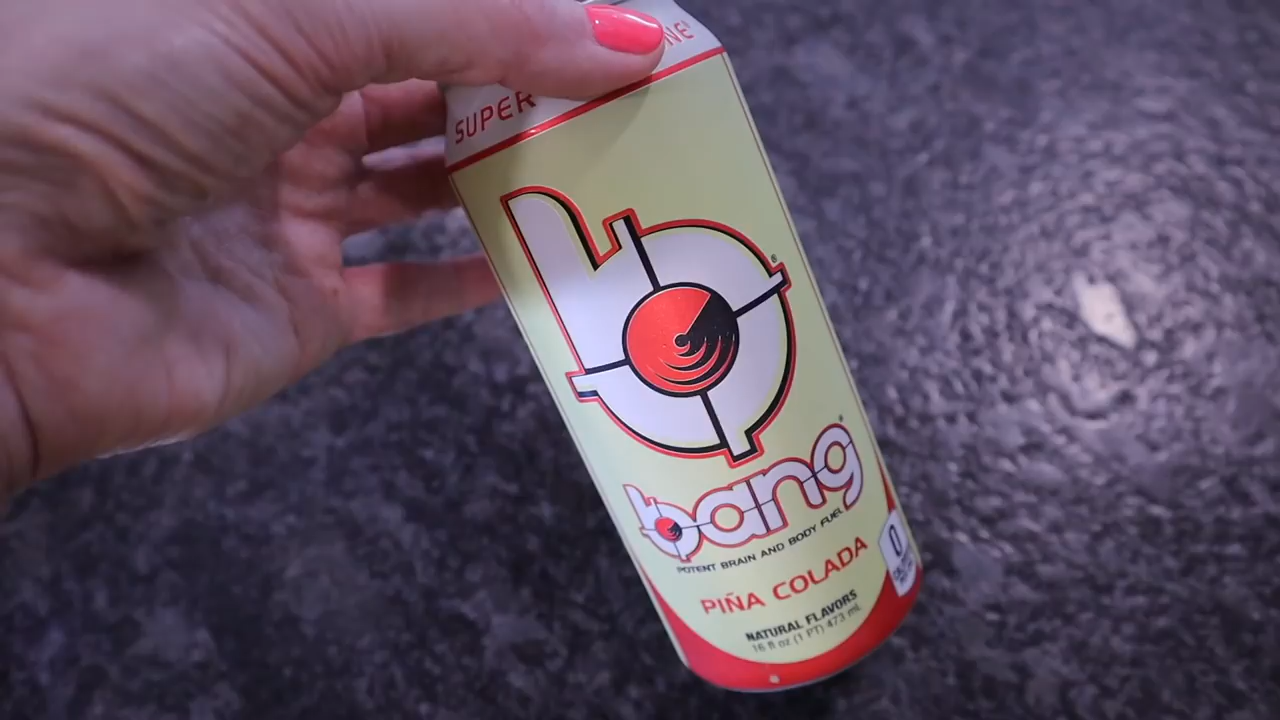 SUPER
bang
POTENT BRAIN AND BODY FUEL
PIÑA COLADA
0
NATURAL FLAVORS
16 fl oz (1 PT) 473 mL